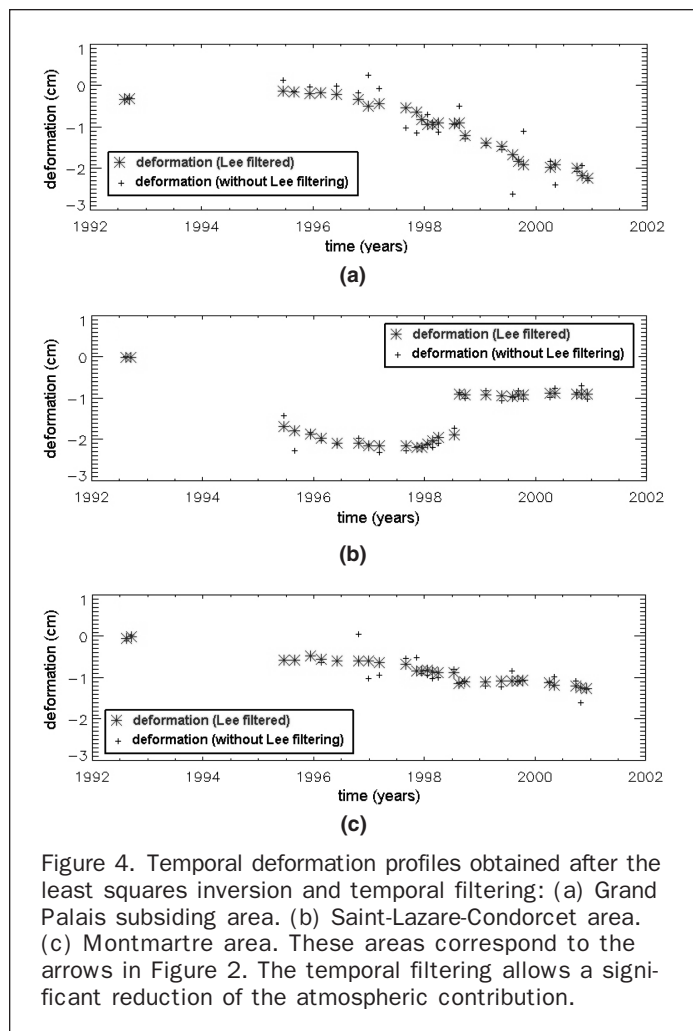 1
0
−1
−2
−3
deformation (cm)
✳ deformation (Lee filtered)
+ deformation (without Lee filtering)
1992 1994 1996 1998 2000 2002
time (years)
(a)
1
0
−1
−2
−3
deformation (cm)
✳ deformation (Lee filtered)
+ deformation (without Lee filtering)
1992 1994 1996 1998 2000 2002
time (years)
(b)
1
0
−1
−2
−3
deformation (cm)
✳ deformation (Lee filtered)
+ deformation (without Lee filtering)
1992 1994 1996 1998 2000 2002
time (years)
(c)
Figure 4. Temporal deformation profiles obtained after the
least squares inversion and temporal filtering: (a) Grand
Palais subsiding area. (b) Saint-Lazare-Condorcet area.
(c) Montmartre area. These areas correspond to the
arrows in Figure 2. The temporal filtering allows a signi-
ficant reduction of the atmospheric contribution.